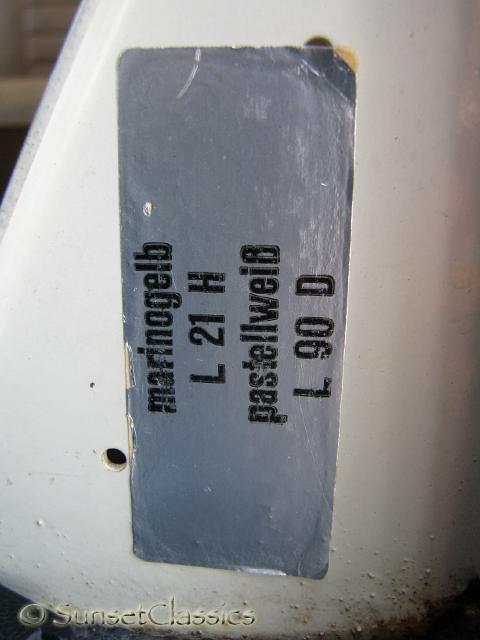 marinogelb
L 21 H
pastellweiß
L 90 D
© SunsetClassics